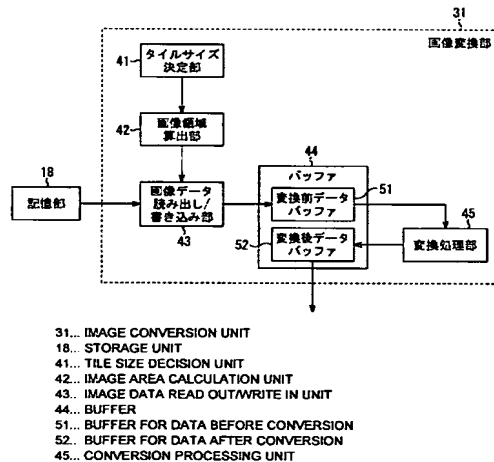 31
画像変換部
41
タイルサイズ
決定部
42
画像領域
算出部
18
記憶部
画像データ
読み出し/
書き込み部
43
44
バッファ
51
変換前データ
バッファ
52
変換後データ
バッファ
45
変換処理部
31... IMAGE CONVERSION UNIT
18... STORAGE UNIT
41... TILE SIZE DECISION UNIT
42... IMAGE AREA CALCULATION UNIT
43... IMAGE DATA READ OUT/WRITE IN UNIT
44... BUFFER
51... BUFFER FOR DATA BEFORE CONVERSION
52... BUFFER FOR DATA AFTER CONVERSION
45... CONVERSION PROCESSING UNIT